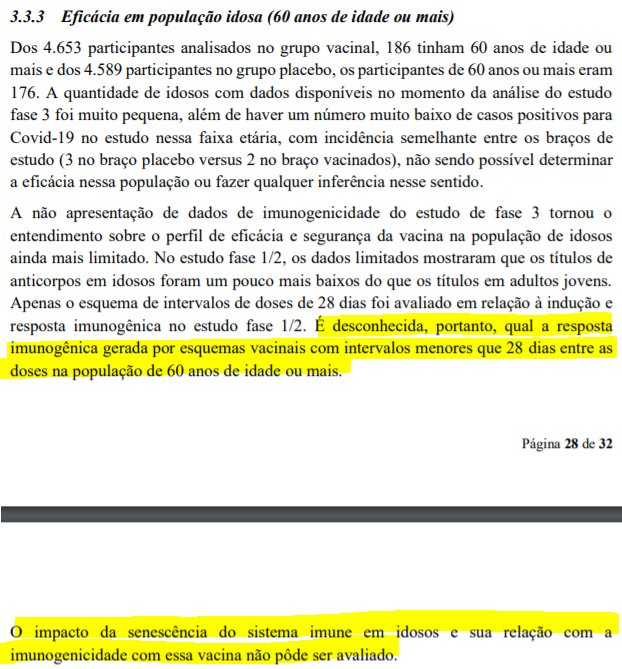 3.3.3 Eficácia em população idosa (60 anos de idade ou mais)
Dos 4.653 participantes analisados no grupo vacinal, 186 tinham 60 anos de idade ou
mais e dos 4.589 participantes no grupo placebo, os participantes de 60 anos ou mais eram
176. A quantidade de idosos com dados disponíveis no momento da análise do estudo
fase 3 foi muito pequena, além de haver um número muito baixo de casos positivos para
Covid-19 no estudo nessa faixa etária, com incidência semelhante entre os braços de
estudo (3 no braço placebo versus 2 no braço vacinados), não sendo possível determinar
a eficácia nessa população ou fazer qualquer inferência nesse sentido.
A não apresentação de dados de imunogenicidade do estudo de fase 3 tornou o
entendimento sobre o perfil de eficácia e segurança da vacina na população de idosos
ainda mais limitado. No estudo fase 1/2, os dados limitados mostraram que os títulos de
anticorpos em idosos foram um pouco mais baixos do que os títulos em adultos jovens.
Apenas o esquema de intervalos de doses de 28 dias foi avaliado em relação à indução e
resposta imunogênica no estudo fase 1/2. É desconhecida, portanto, qual a resposta
imunogênica gerada por esquemas vacinais com intervalos menores que 28 dias entre as
doses na população de 60 anos de idade ou mais.
Página 28 de 32
O impacto da senescência do sistema imune em idosos e sua relação com a
imunogenicidade com essa vacina não pôde ser avaliado.